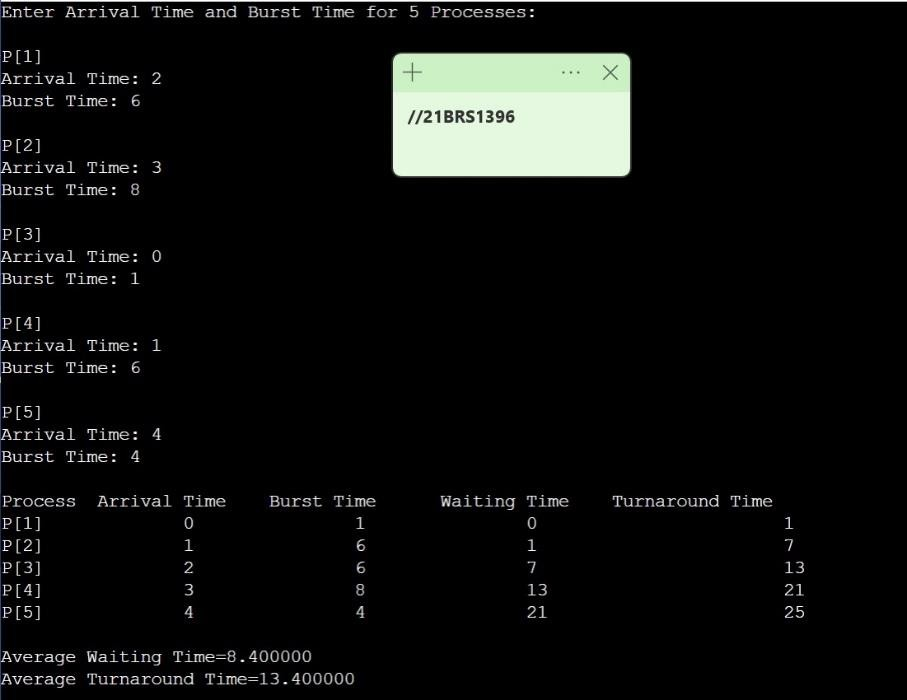 Enter Arrival Time and Burst Time for 5 Processes:
P[1]
Arrival Time: 2
Burst Time: 6
//21BRS1396
P[2]
Arrival Time: 3
Burst Time: 8
P[3]
Arrival Time: 0
Burst Time: 1
P[4]
Arrival Time: 1
Burst Time: 6
P[5]
Arrival Time: 4
Burst Time: 4
Process Arrival Time Burst Time Waiting Time Turnaround Time
P[1] 0 1 0 1
P[2] 1 6 1 7
P[3] 2 6 7 13
P[4] 3 8 13 21
P[5] 4 4 21 25
Average Waiting Time=8.400000
Average Turnaround Time=13.400000